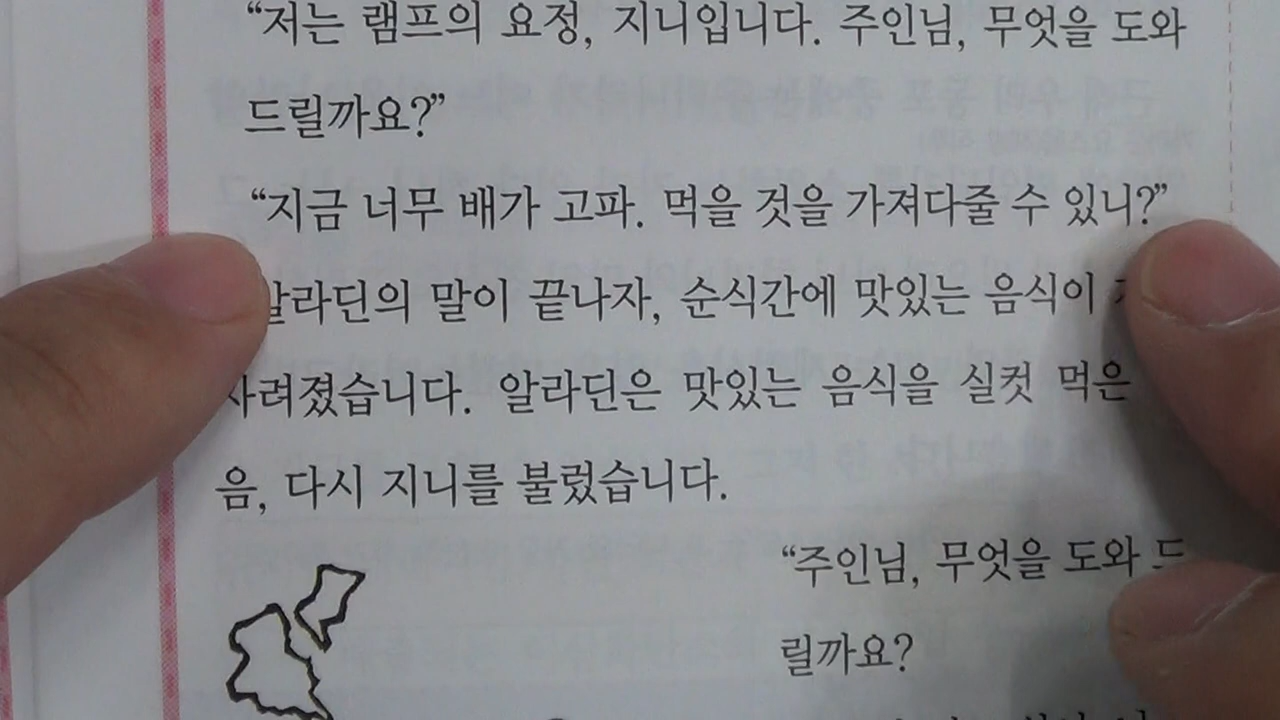 “저는 램프의 요정, 지니입니다. 주인님, 무엇을 도와
드릴까요?”
“지금 너무 배가 고파. 먹을 것을 가져다줄 수 있니?”
알라딘의 말이 끝나자, 순식간에 맛있는 음식이
사려졌습니다. 알라딘은 맛있는 음식을 실컷 먹은
음, 다시 지니를 불렀습니다.
“주인님, 무엇을 도와 드
릴까요?